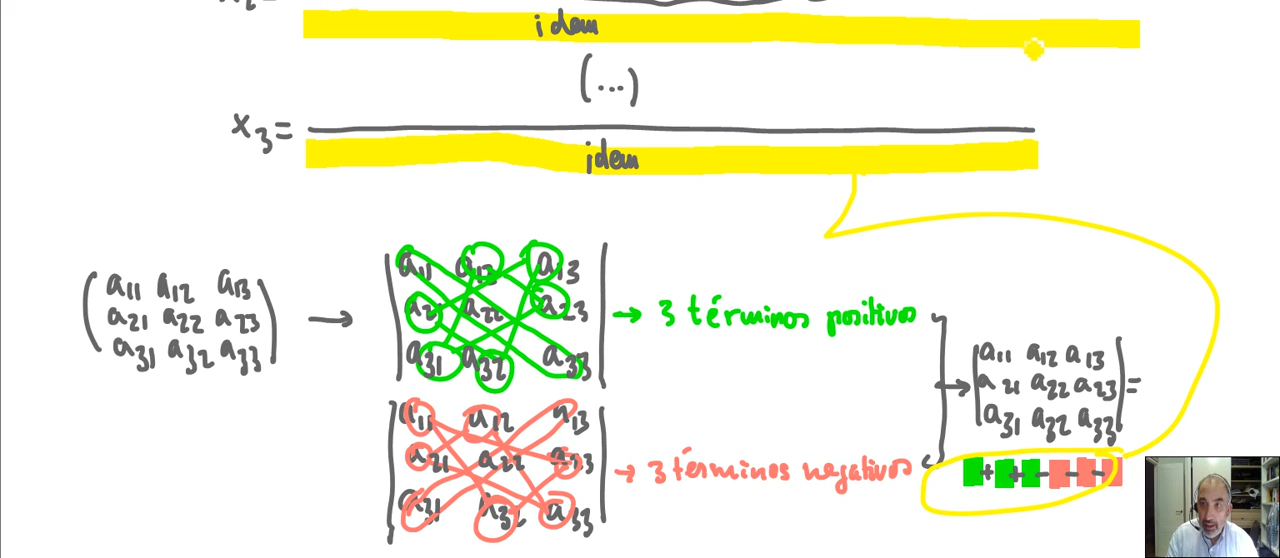 idem
(...)
x3=
idem
a11 a12 a13
a21 a22 a23
a31 a32 a33
→
a11 a12 a13
a21 a22 a23
a31 a32 a33
→ 3 términos positivos
a11 a12 a13
a21 a22 a23
a31 a32 a33
→ 3 términos negativos
→
a11 a12 a13
a21 a22 a23 =
a31 a32 a33
+ + - - -